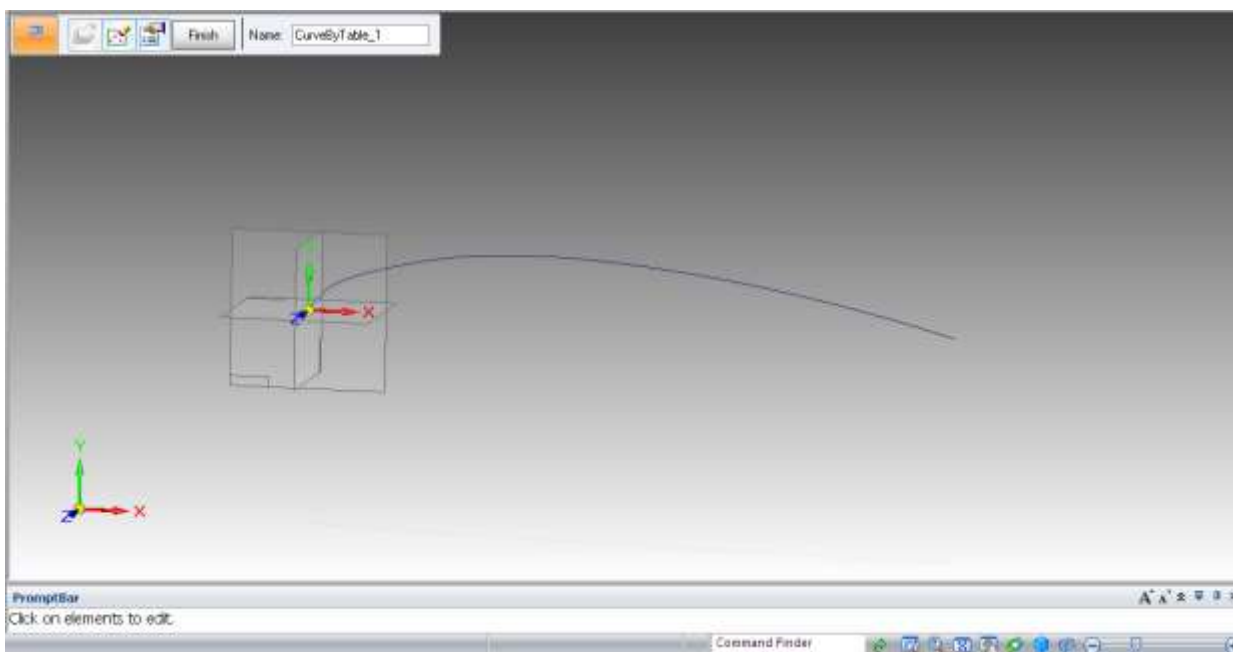 Finish
Name: CurveByTable_1
X
Z
Y
Z
X
PromptBar
Click on elements to edit.
Command Finder